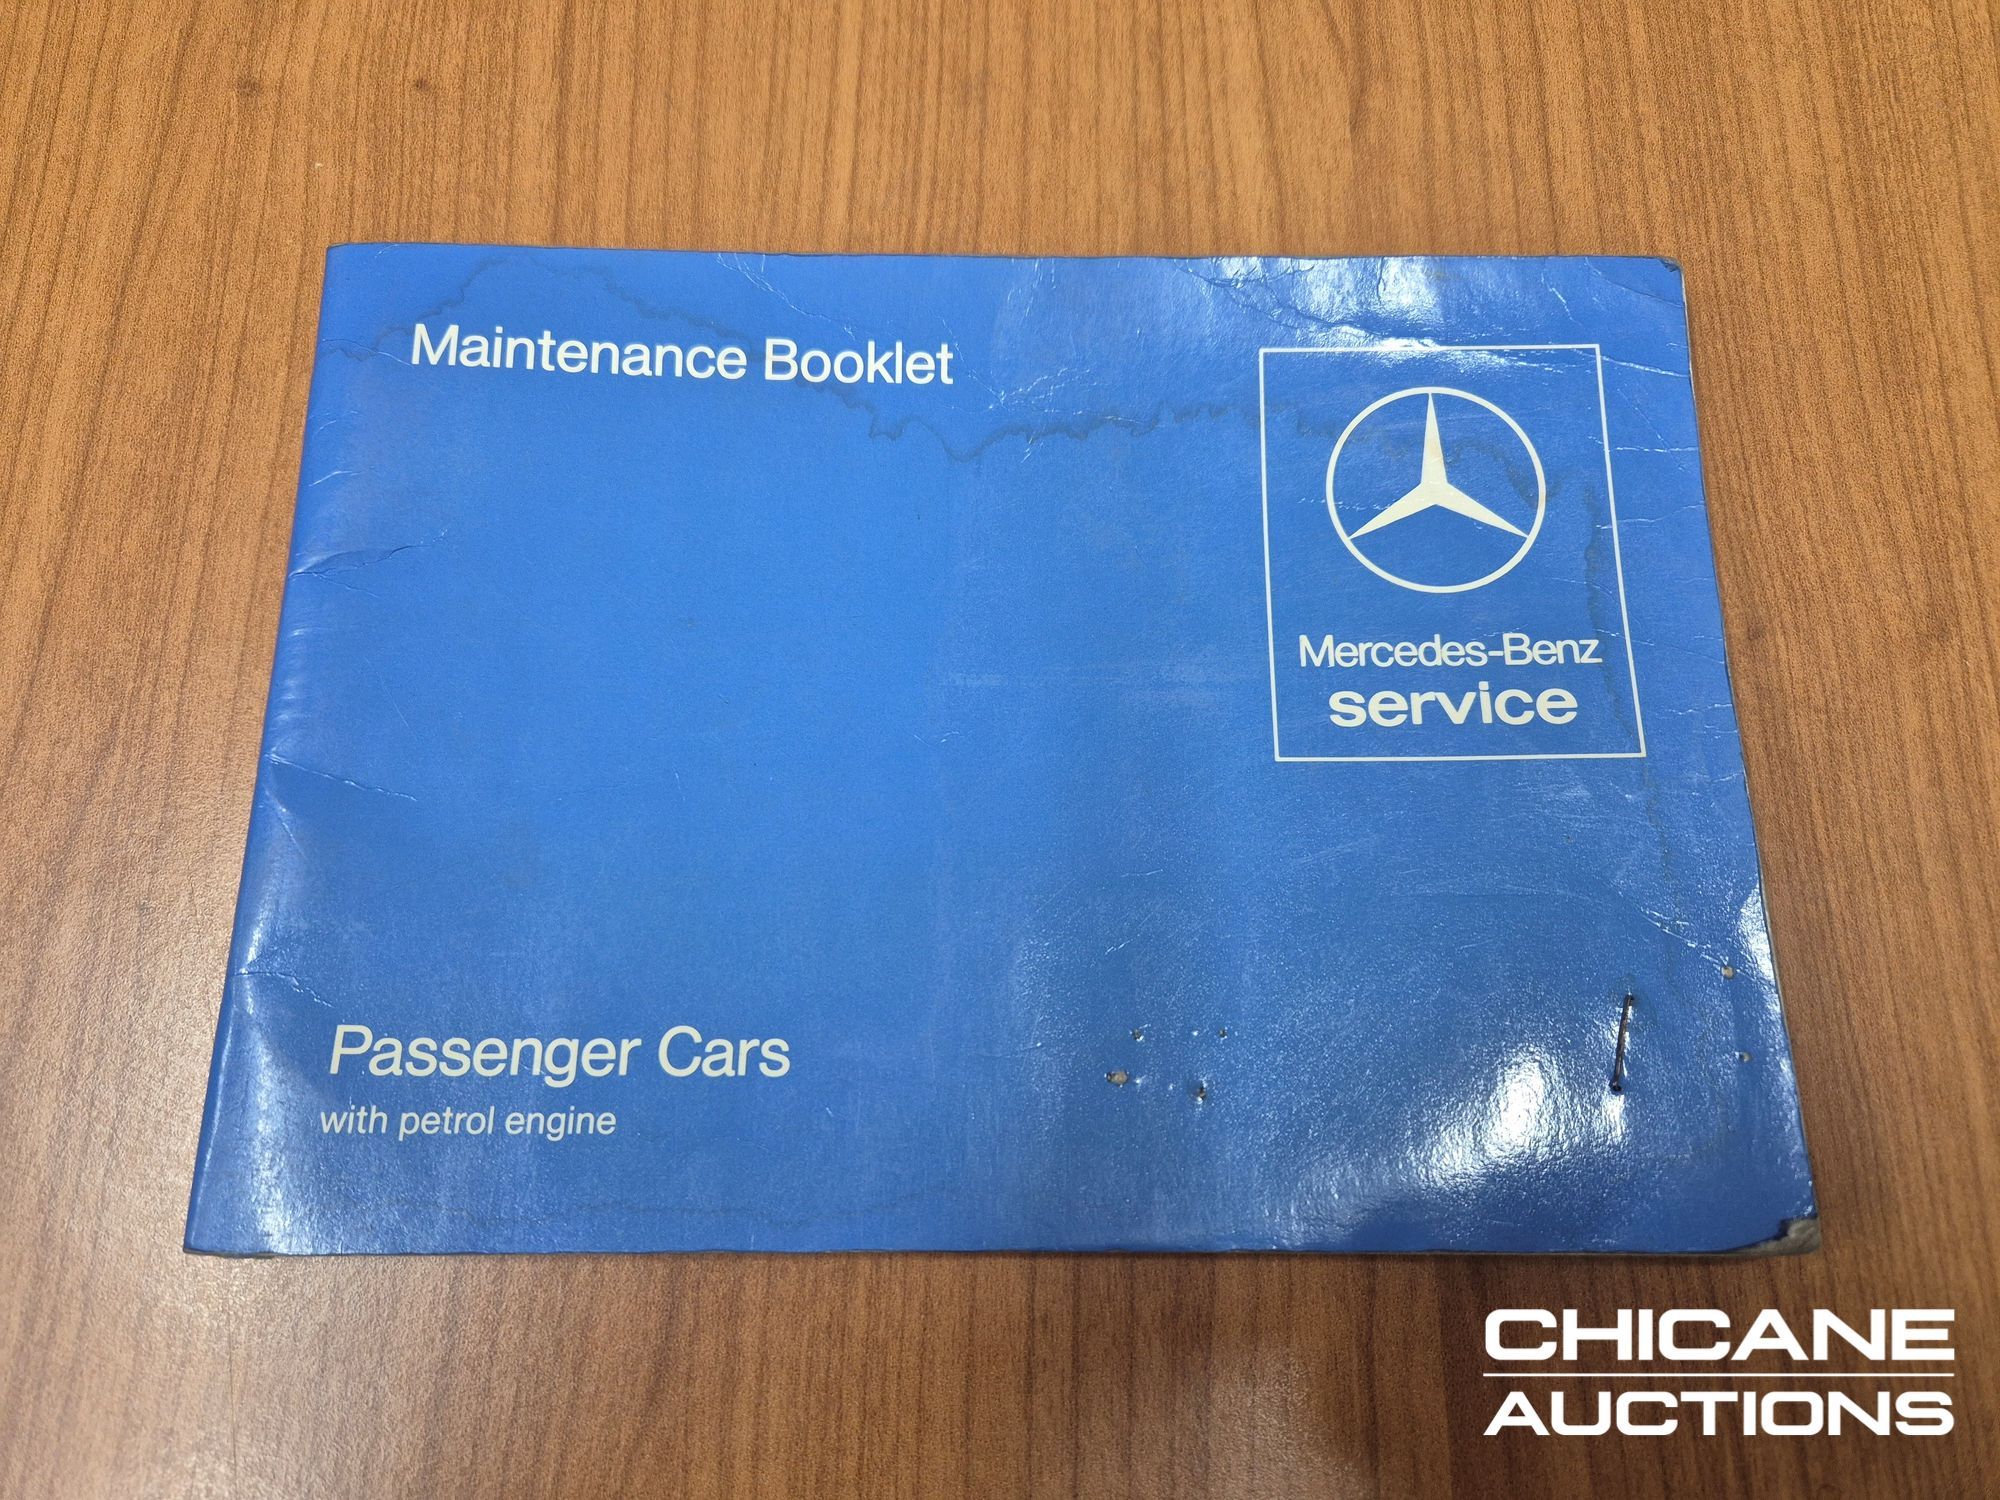 Maintenance Booklet
Mercedes-Benz
service
Passenger Cars
with petrol engine
CHICANE
AUCTIONS